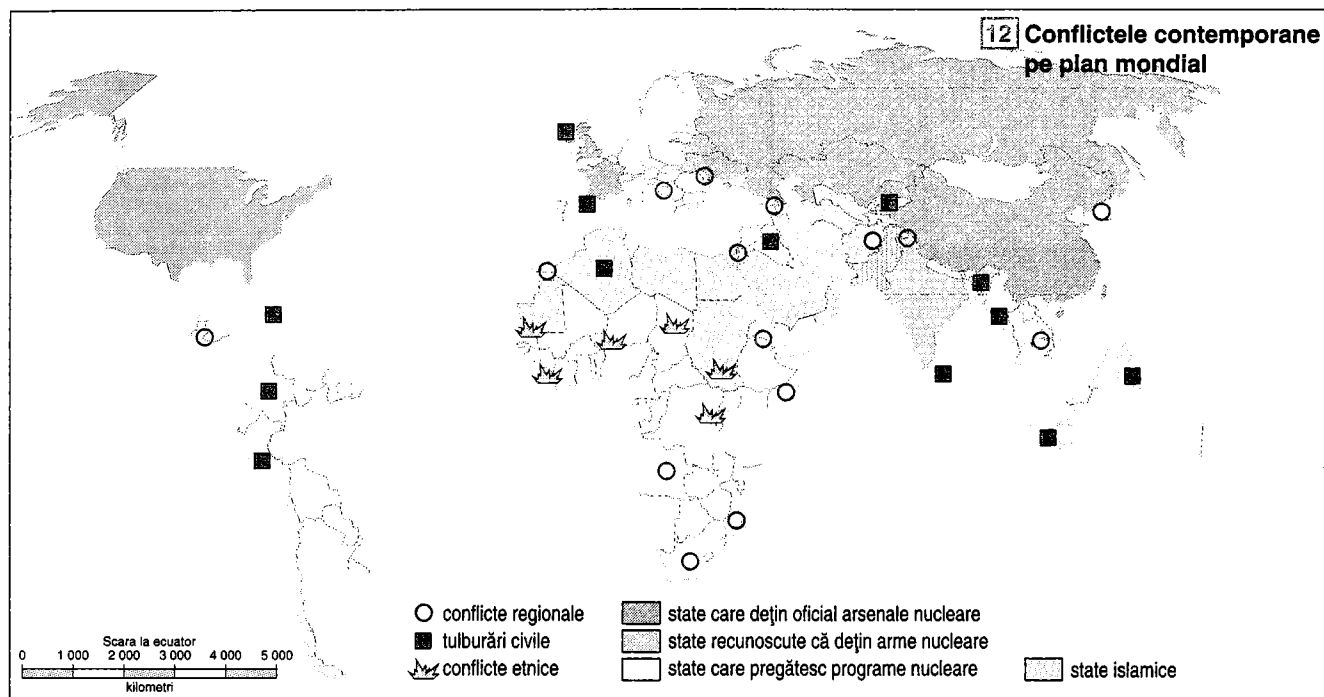 12 Conflictele contemporane
pe plan mondial
conflicte regionale
tulburări civile
conflicte etnice
state care dețin oficial arsenale nucleare
state recunoscute că dețin arme nucleare
state care pregătesc programe nucleare
state islamice
Scara la ecuator
0 1 000 2 000 3 000 4 000 5 000
kilometri